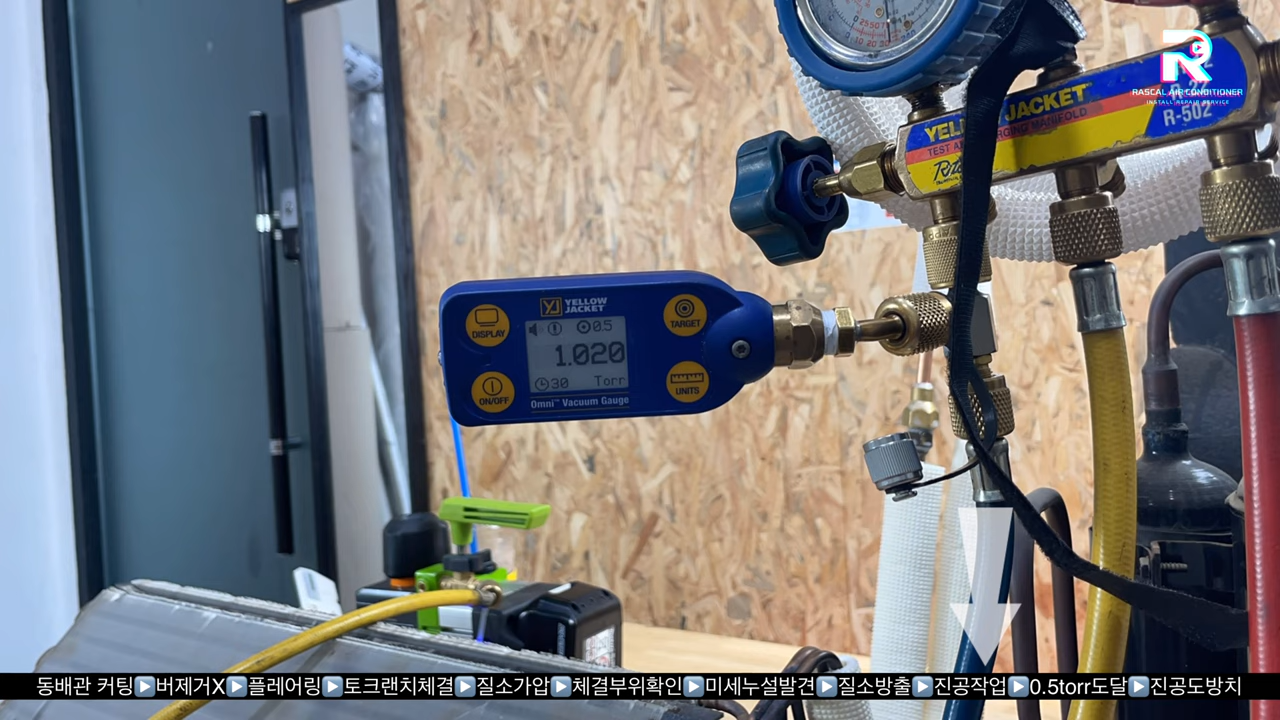 RASCAL AIR CONDITIONER
INSTALL REPAIR SERVICE
YELLOW JACKET
R-502
YELLOW
JACKET
DISPLAY
TARGET
0.5
1.020
30 Torr
ON/OFF
UNITS
Omni™ Vacuum Gauge
동배관 커팅▶버제거X▶플레어링▶토크랜치체결▶질소가압▶체결부위확인▶미세누설발견▶질소방출▶진공작업▶0.5torr도달▶진공도방치